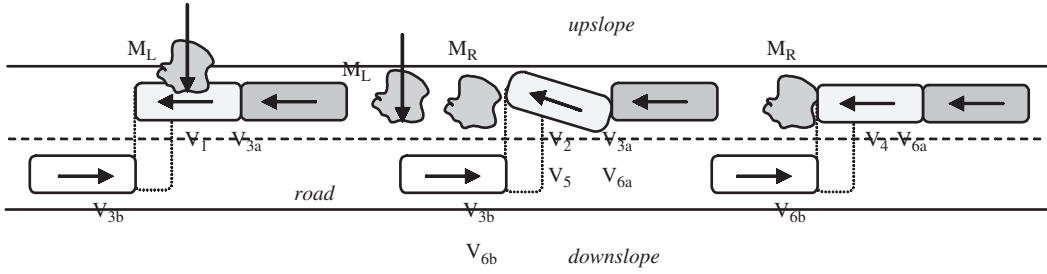 upslope
M_L M_R M_R
M_L
V_1 V_3a V_2 V_3a V_4 V_6a
V_5 V_6a
road
V_3b V_3b V_6b
V_6b downslope